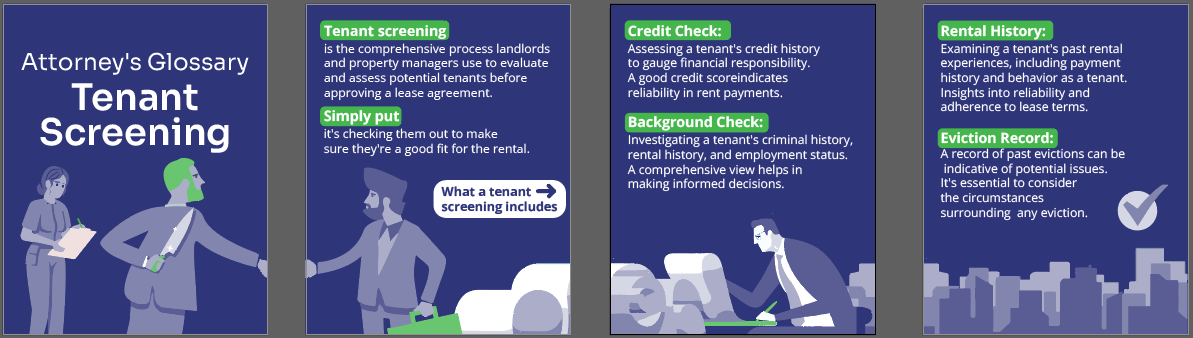 Attorney's Glossary
Tenant
Screening
Tenant screening
is the comprehensive process landlords
and property managers use to evaluate
and assess potential tenants before
approving a lease agreement.
Simply put
it's checking them out to make
sure they're a good fit for the rental.
What a tenant
screening includes
Credit Check:
Assessing a tenant's credit history
to gauge financial responsibility.
A good credit scoreindicates
reliability in rent payments.
Background Check:
Investigating a tenant's criminal history,
rental history, and employment status.
A comprehensive view helps in
making informed decisions.
Rental History:
Examining a tenant's past rental
experiences, including payment
history and behavior as a tenant.
Insights into reliability and
adherence to lease terms.
Eviction Record:
A record of past evictions can be
indicative of potential issues.
It's essential to consider
the circumstances
surrounding any eviction.